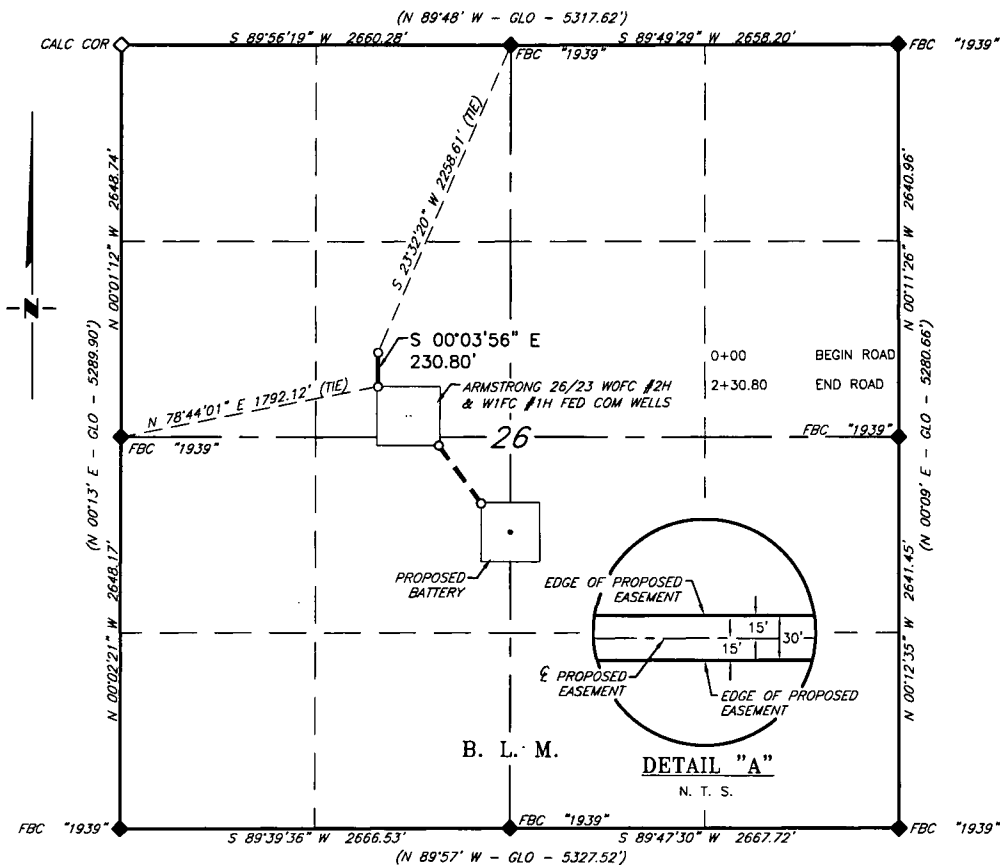 (N 89°48' W - GLO - 5317.62')
CALC COR
S 89°56'19" W 2660.28'
S 89°49'29" W 2658.20'
FBC "1939"
FBC "1939"
S 23°32'20" W 2258.61' (TIE)
N 00°01'12" W 2648.74'
N 00°11'26" W 2640.96'
N
(N 00°13' E - GLO - 5289.90')
(N 00°09' E - GLO - 5280.66')
S 00°03'56" E
230.80'
0+00 BEGIN ROAD
2+30.80 END ROAD
ARMSTRONG 26/23 WOFC #2H
& W1FC #1H FED COM WELLS
N 78°44'01" E 1792.12' (TIE)
FBC "1939"
26
FBC "1939"
N 00°02'21" W 2648.17'
N 00°12'35" W 2641.45'
PROPOSED
BATTERY
EDGE OF PROPOSED
EASEMENT
15'
15'
30'
℄ PROPOSED
EASEMENT
EDGE OF PROPOSED
EASEMENT
B. L. M.
DETAIL "A"
N. T. S.
FBC "1939"
S 89°39'36" W 2666.53'
FBC "1939"
S 89°47'30" W 2667.72'
FBC "1939"
(N 89°57' W - GLO - 5327.52')